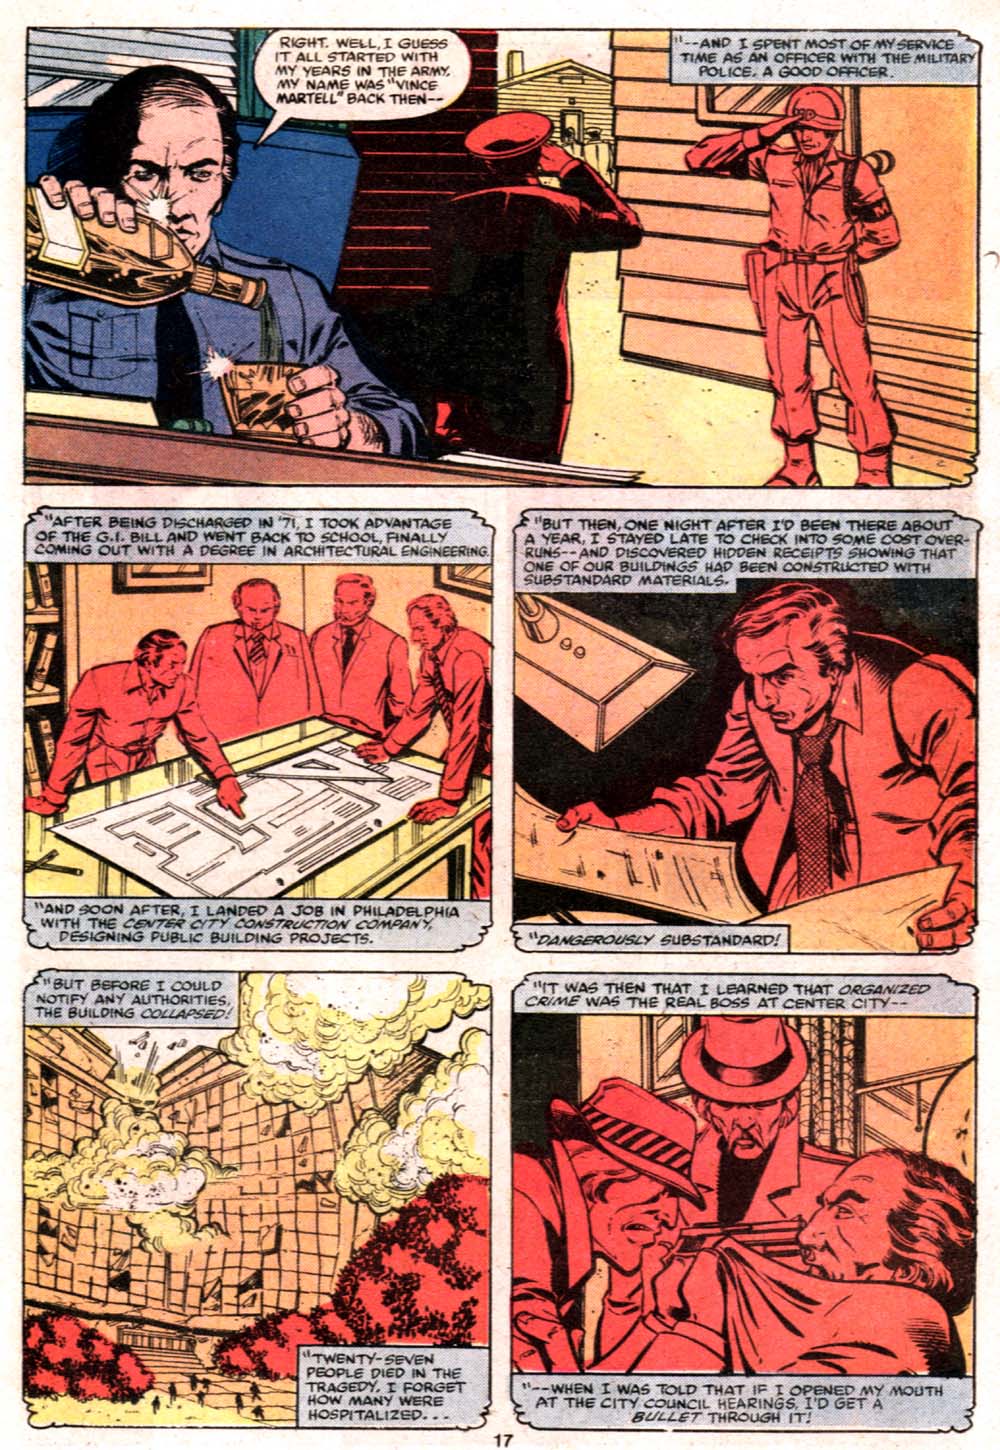 RIGHT. WELL, I GUESS
IT ALL STARTED WITH
MY YEARS IN THE ARMY.
MY NAME WAS "VINCE
MARTELL" BACK THEN--
"--AND I SPENT MOST OF MY SERVICE
TIME AS AN OFFICER WITH THE MILITARY
POLICE. A GOOD OFFICER.
MP
"AFTER BEING DISCHARGED IN '71, I TOOK ADVANTAGE
OF THE G.I. BILL AND WENT BACK TO SCHOOL, FINALLY
COMING OUT WITH A DEGREE IN ARCHITECTURAL ENGINEERING.
"AND SOON AFTER, I LANDED A JOB IN PHILADELPHIA
WITH THE CENTER CITY CONSTRUCTION COMPANY,
DESIGNING PUBLIC BUILDING PROJECTS.
"BUT THEN, ONE NIGHT AFTER I'D BEEN THERE ABOUT
A YEAR, I STAYED LATE TO CHECK INTO SOME COST OVER-
RUNS--AND DISCOVERED HIDDEN RECEIPTS SHOWING THAT
ONE OF OUR BUILDINGS HAD BEEN CONSTRUCTED WITH
SUBSTANDARD MATERIALS.
"DANGEROUSLY SUBSTANDARD!
"BUT BEFORE I COULD
NOTIFY ANY AUTHORITIES,
THE BUILDING COLLAPSED!
"TWENTY-SEVEN
PEOPLE DIED IN THE
TRAGEDY. I FORGET
HOW MANY WERE
HOSPITALIZED...
"IT WAS THEN THAT I LEARNED THAT ORGANIZED
CRIME WAS THE REAL BOSS AT CENTER CITY--
"--WHEN I WAS TOLD THAT IF I OPENED MY MOUTH
AT THE CITY COUNCIL HEARINGS, I'D GET A
BULLET THROUGH IT!
17